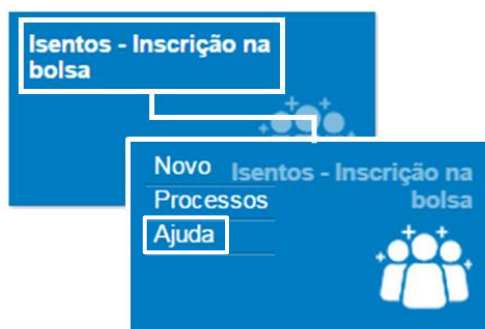 Isentos - Inscrição na
bolsa
Novo
Isentos - Inscrição na
bolsa
Processos
Ajuda